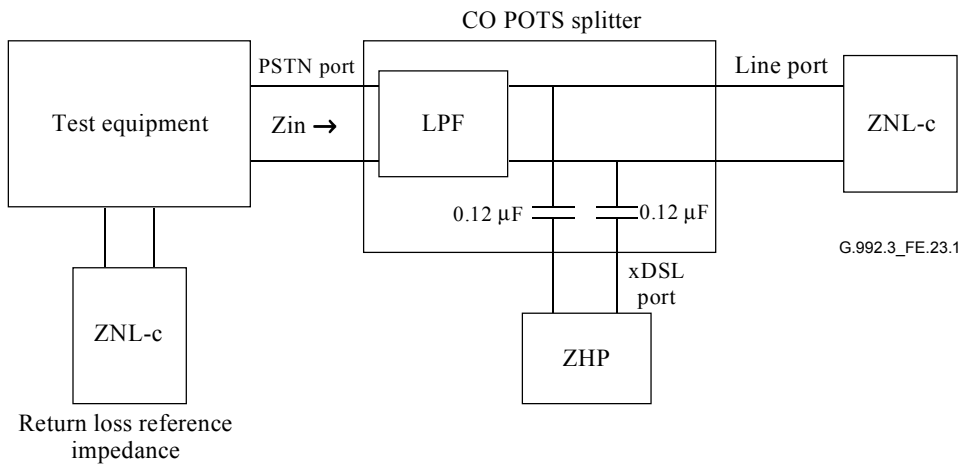 CO POTS splitter
PSTN port
Line port
Test equipment
Zin →
LPF
ZNL-c
0.12 µF
0.12 µF
G.992.3_FE.23.1
xDSL
port
ZNL-c
ZHP
Return loss reference
impedance